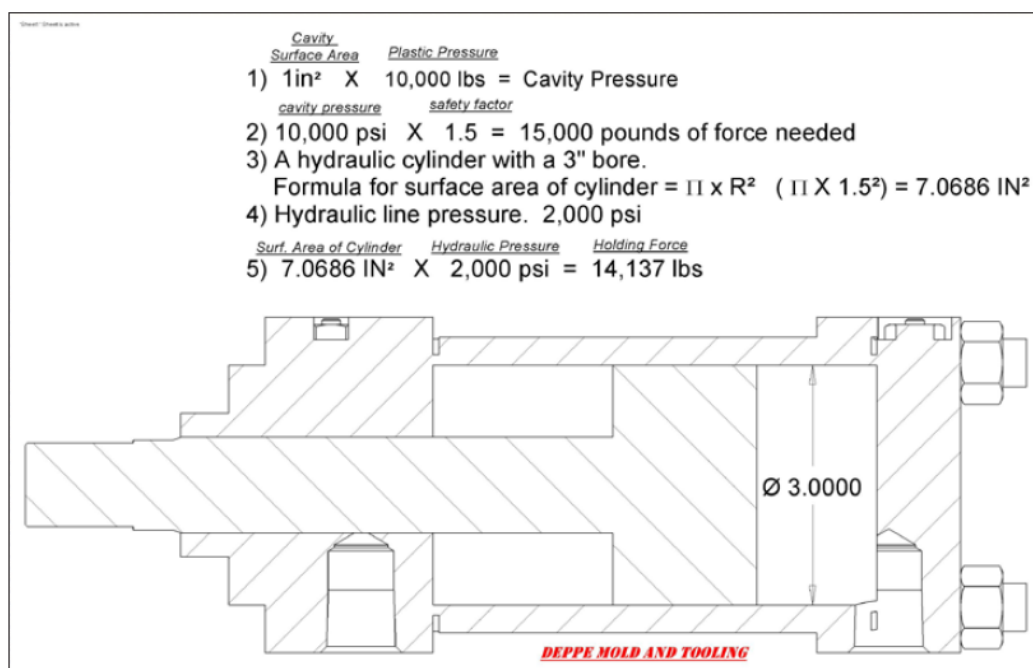 "Sheet1" Sheet is active.
Cavity
Surface Area Plastic Pressure
1) 1in² X 10,000 lbs = Cavity Pressure
cavity pressure safety factor
2) 10,000 psi X 1.5 = 15,000 pounds of force needed
3) A hydraulic cylinder with a 3" bore.
Formula for surface area of cylinder = Π x R² ( Π X 1.5²) = 7.0686 IN²
4) Hydraulic line pressure. 2,000 psi
Surf. Area of Cylinder Hydraulic Pressure Holding Force
5) 7.0686 IN² X 2,000 psi = 14,137 lbs
Ø 3.0000
DEPPE MOLD AND TOOLING